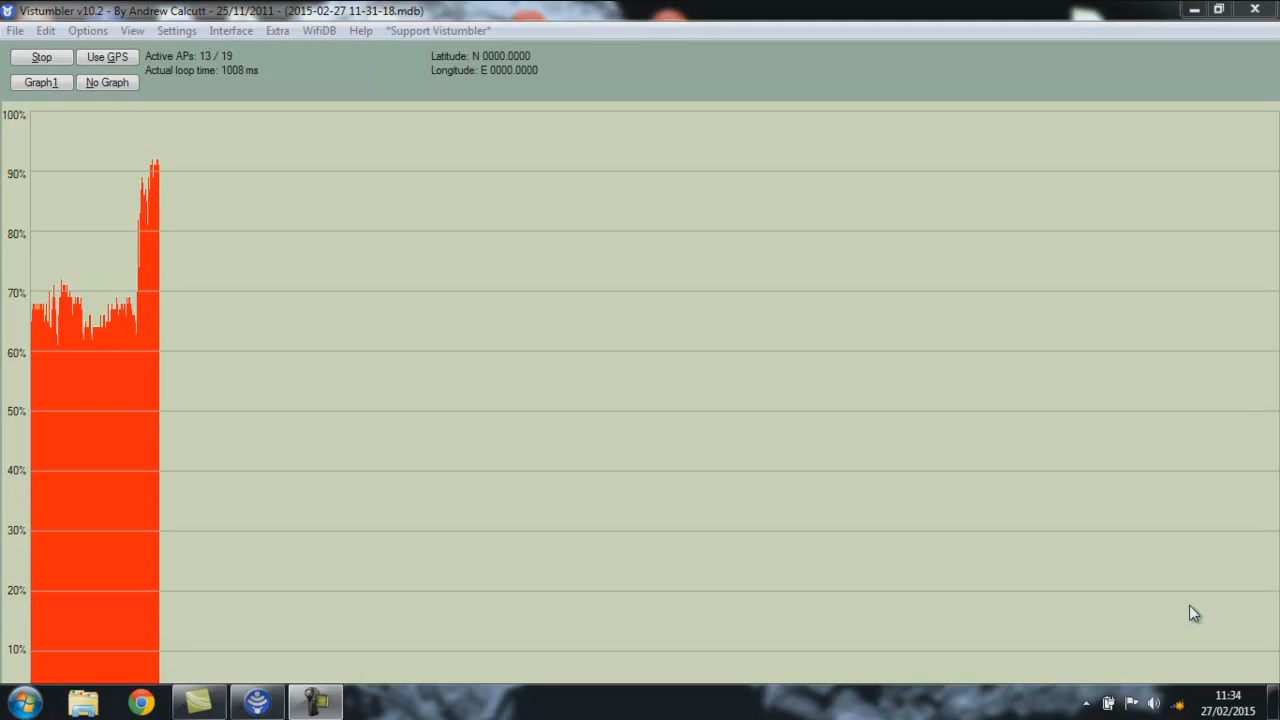 Vistumbler v10.2 - By Andrew Calcutt - 25/11/2011 - (2015-02-27 11-31-18.mdb)
File Edit Options View Settings Interface Extra WifiDB Help *Support Vistumbler*
Stop Use GPS Active APs: 13 / 19 Latitude: N 0000.0000
Actual loop time: 1008 ms Longitude: E 0000.0000
Graph1 No Graph
100%
90%
80%
70%
60%
50%
40%
30%
20%
10%
11:34
27/02/2015